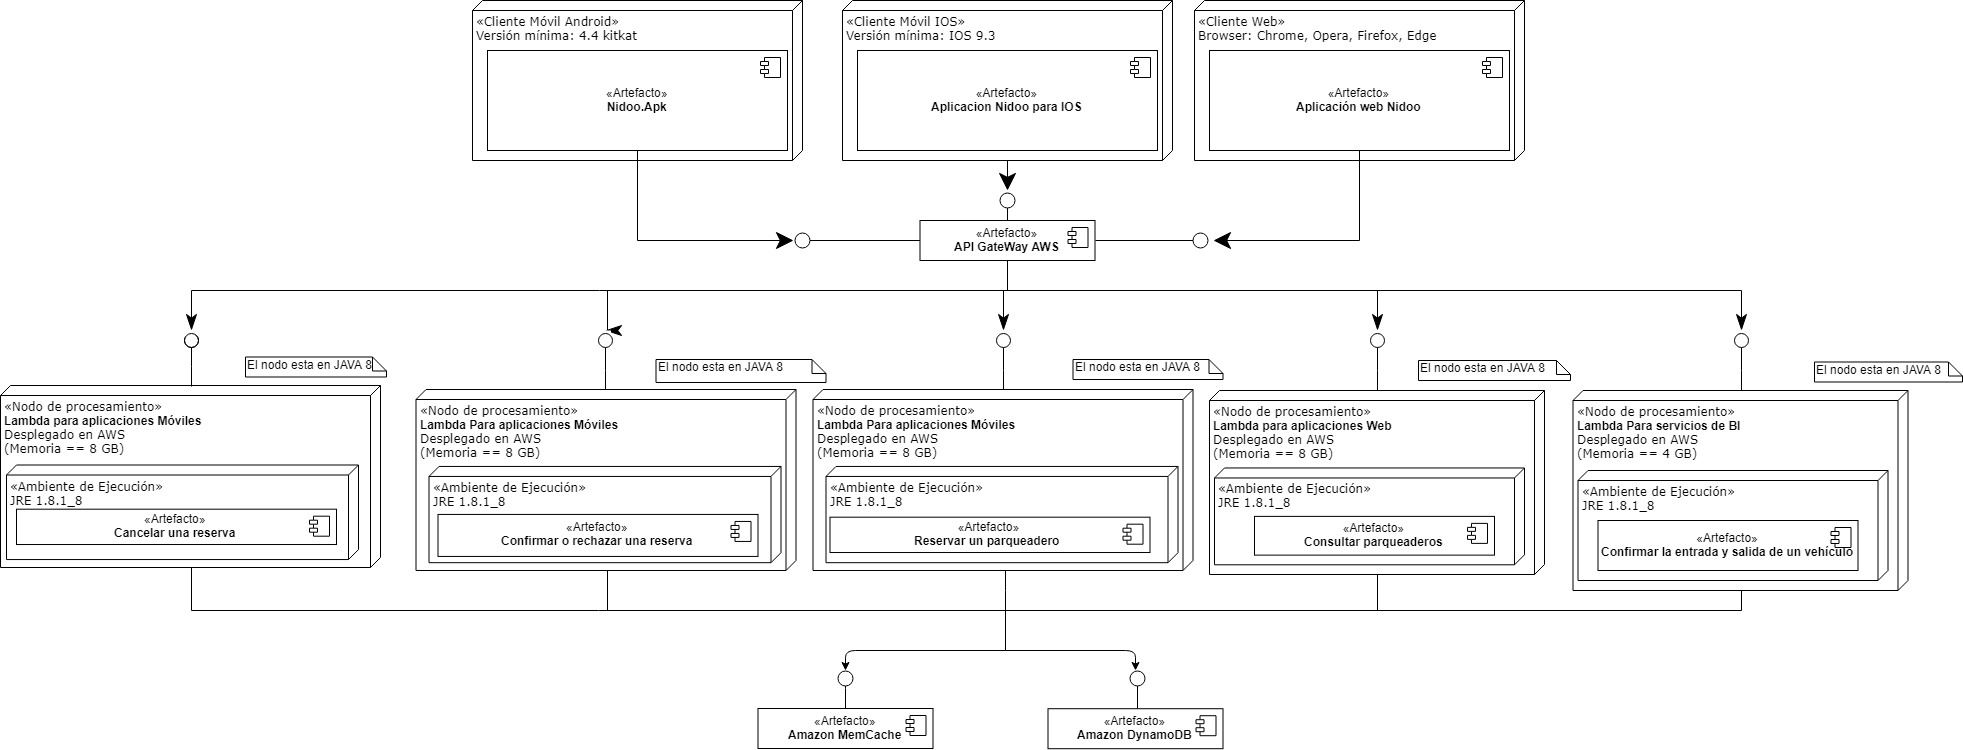 «Cliente Móvil Android»
Versión mínima: 4.4 kitkat
«Artefacto»
Nidoo.Apk
«Cliente Móvil IOS»
Versión mínima: IOS 9.3
«Artefacto»
Aplicacion Nidoo para IOS
«Cliente Web»
Browser: Chrome, Opera, Firefox, Edge
«Artefacto»
Aplicación web Nidoo
«Artefacto»
API GateWay AWS
El nodo esta en JAVA 8
«Nodo de procesamiento»
Lambda para aplicaciones Móviles
Desplegado en AWS
(Memoria == 8 GB)
«Ambiente de Ejecución»
JRE 1.8.1_8
«Artefacto»
Cancelar una reserva
El nodo esta en JAVA 8
«Nodo de procesamiento»
Lambda Para aplicaciones Móviles
Desplegado en AWS
(Memoria == 8 GB)
«Ambiente de Ejecución»
JRE 1.8.1_8
«Artefacto»
Confirmar o rechazar una reserva
El nodo esta en JAVA 8
«Nodo de procesamiento»
Lambda Para aplicaciones Móviles
Desplegado en AWS
(Memoria == 8 GB)
«Ambiente de Ejecución»
JRE 1.8.1_8
«Artefacto»
Reservar un parqueadero
El nodo esta en JAVA 8
«Nodo de procesamiento»
Lambda para aplicaciones Web
Desplegado en AWS
(Memoria == 8 GB)
«Ambiente de Ejecución»
JRE 1.8.1_8
«Artefacto»
Consultar parqueaderos
El nodo esta en JAVA 8
«Nodo de procesamiento»
Lambda Para servicios de BI
Desplegado en AWS
(Memoria == 4 GB)
«Ambiente de Ejecución»
JRE 1.8.1_8
«Artefacto»
Confirmar la entrada y salida de un vehículo
«Artefacto»
Amazon MemCache
«Artefacto»
Amazon DynamoDB